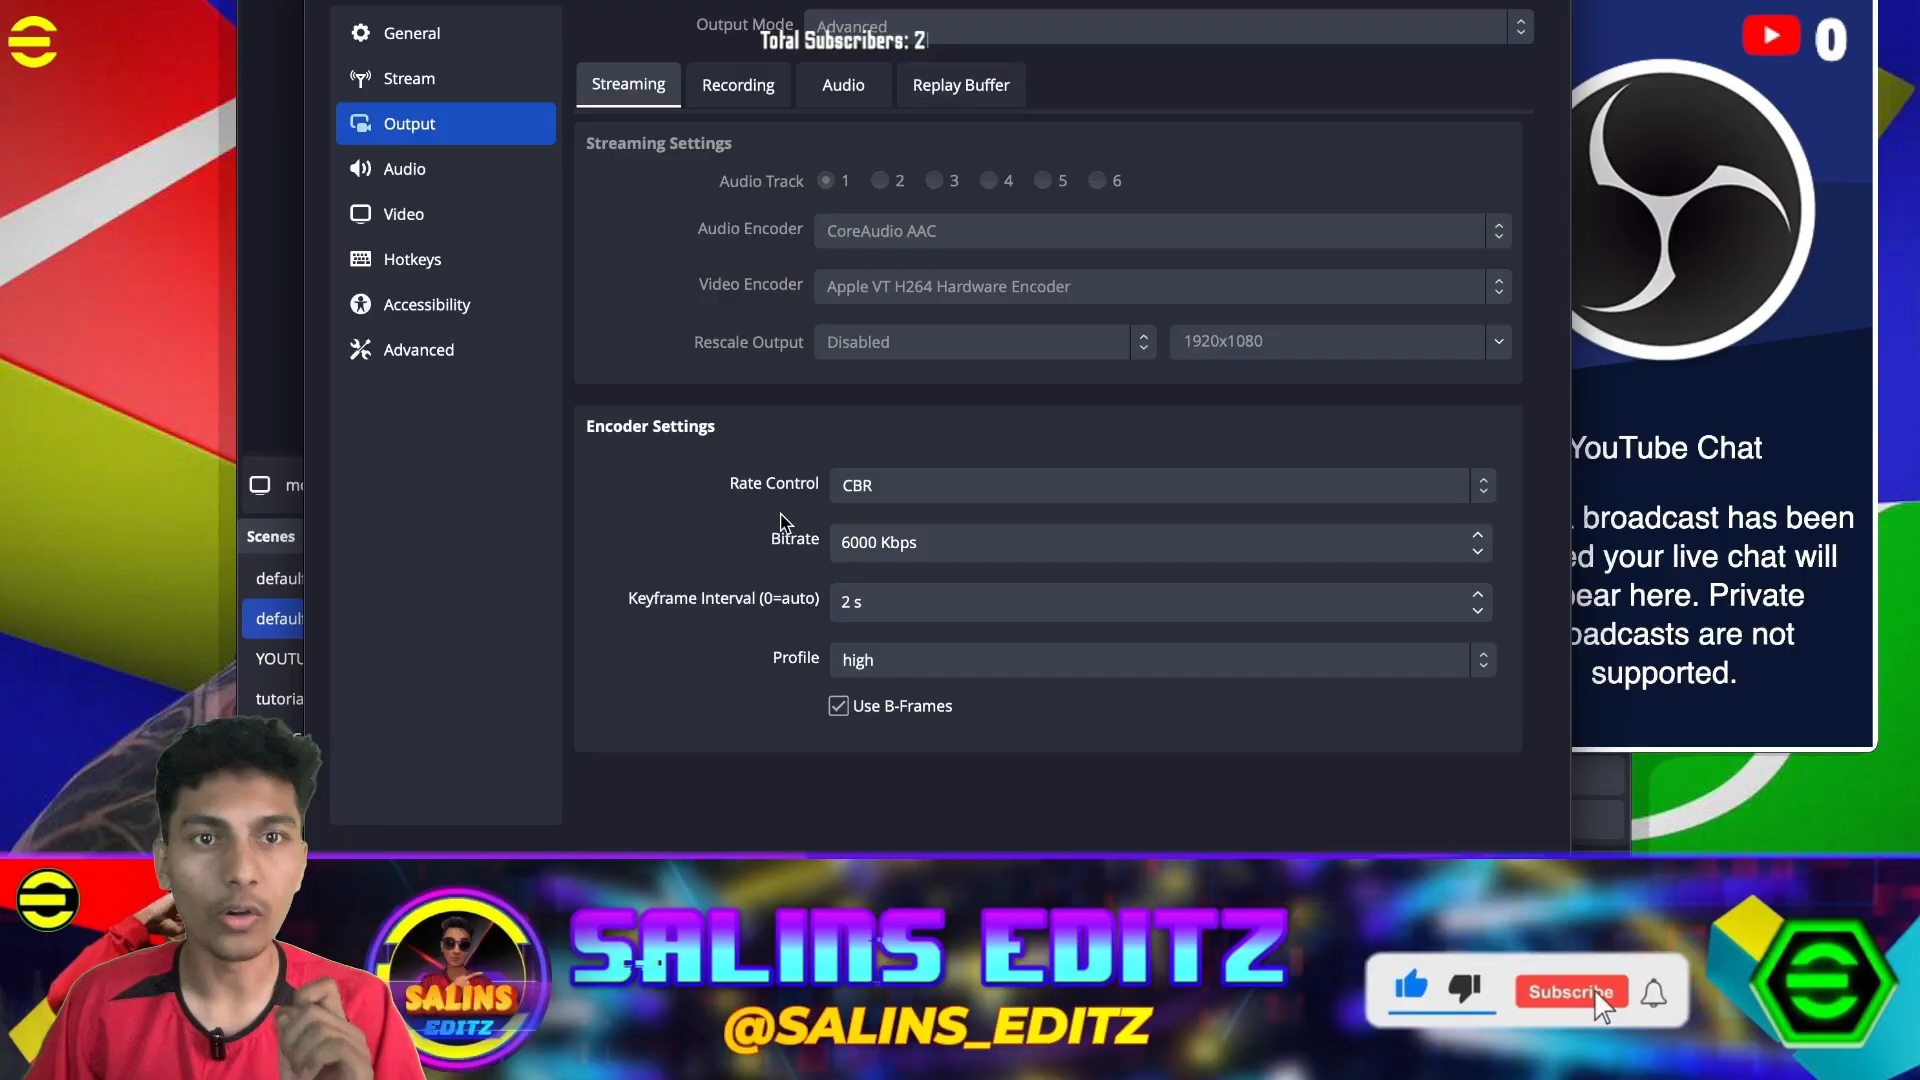 General
Stream
Output
Audio
Video
Hotkeys
Accessibility
Advanced
Output Mode
Advanced
Total Subscribers: 2
Streaming
Recording
Audio
Replay Buffer
Streaming Settings
Audio Track
1
2
3
4
5
6
Audio Encoder
CoreAudio AAC
Video Encoder
Apple VT H264 Hardware Encoder
Rescale Output
Disabled
1920x1080
Encoder Settings
Rate Control
CBR
Bitrate
6000 Kbps
Keyframe Interval (0=auto)
2 s
Profile
high
Use B-Frames
Scenes
default
default
YOUTU
tutoria
0
YouTube Chat
broadcast has been
ed your live chat will
pear here. Private
oadcasts are not
supported.
SALINS EDITZ
@SALINS_EDITZ
SALINS
EDITZ
Subscribe